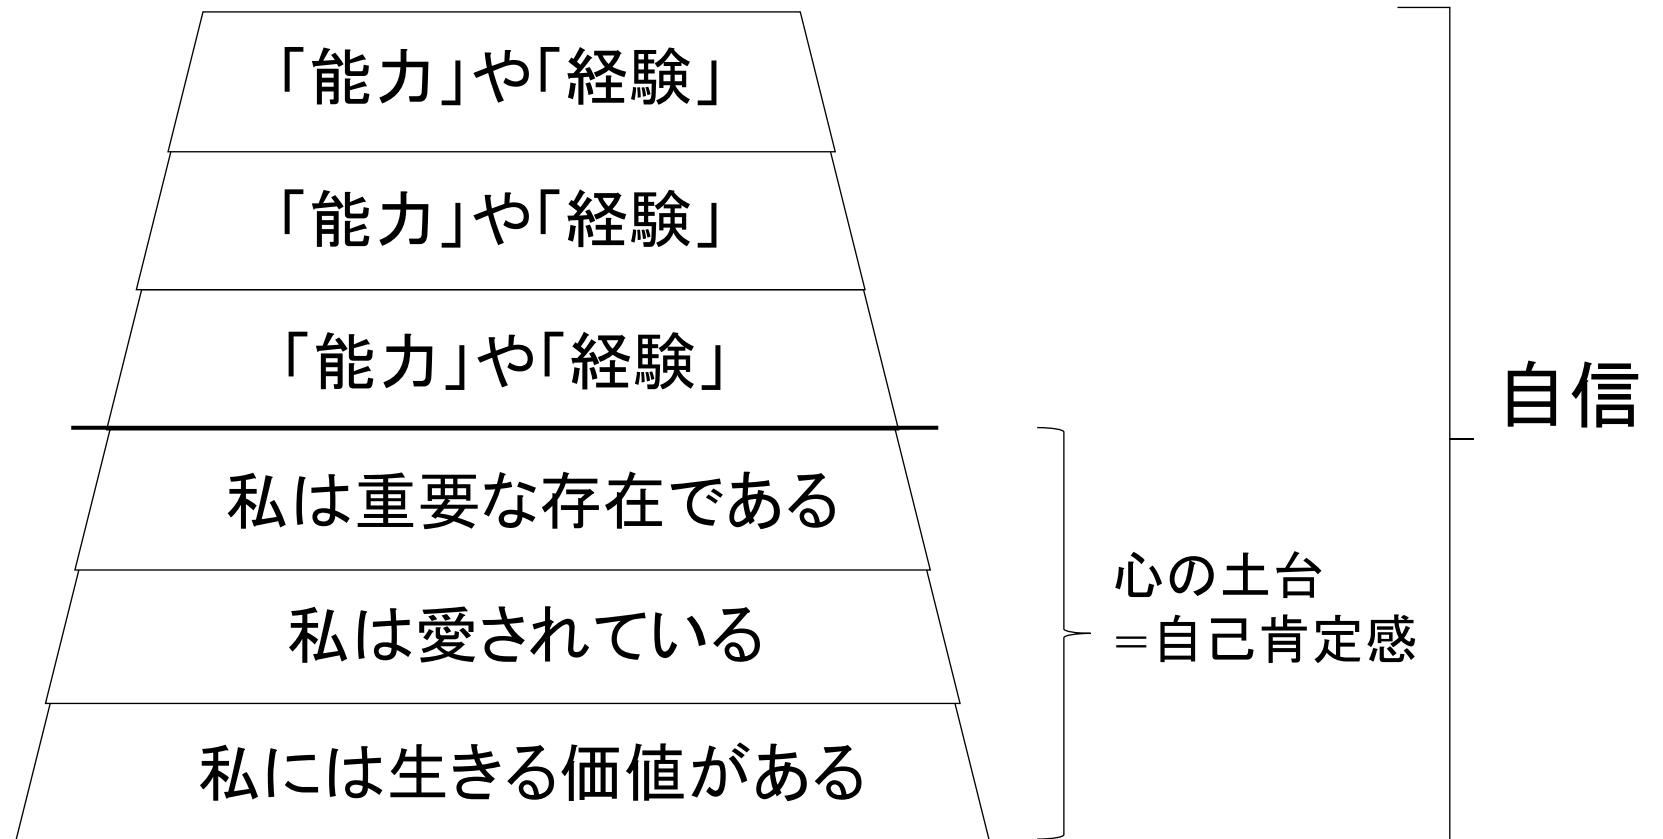 「能力」や「経験」
「能力」や「経験」
「能力」や「経験」
私は重要な存在である
私は愛されている
私には生きる価値がある
心の土台
=自己肯定感
自信